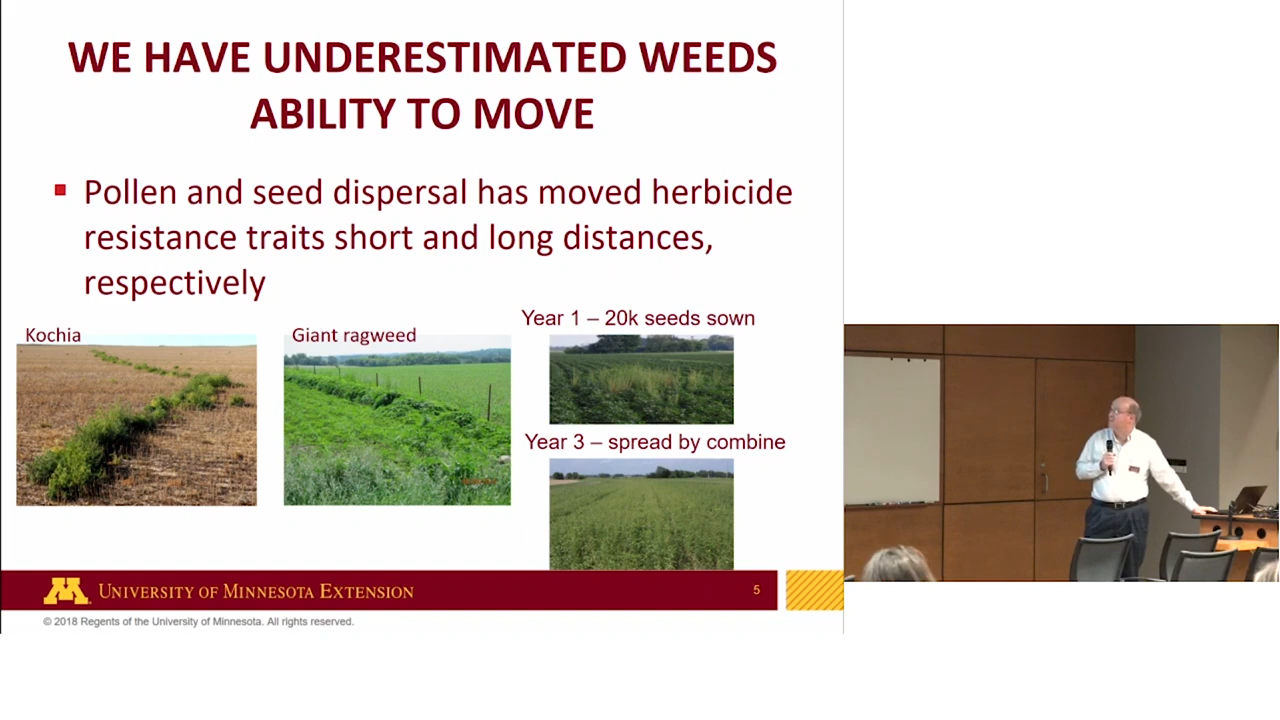 WE HAVE UNDERESTIMATED WEEDS
ABILITY TO MOVE
Pollen and seed dispersal has moved herbicide
resistance traits short and long distances,
respectively
Kochia
Giant ragweed
Year 1 – 20k seeds sown
Year 3 – spread by combine
M
UNIVERSITY OF MINNESOTA EXTENSION
5
© 2018 Regents of the University of Minnesota. All rights reserved.